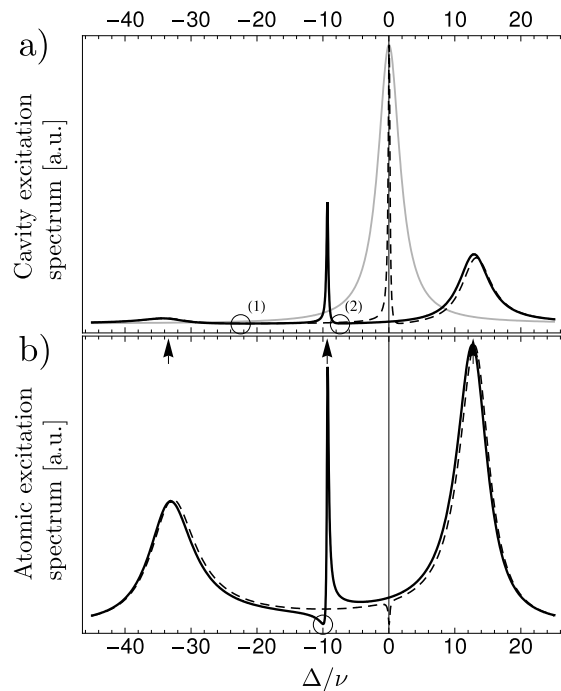 −40 −30 −20 −10 0 10 20
a)
Cavity excitation
spectrum [a.u.]
(1)
(2)
b)
Atomic excitation
spectrum [a.u.]
−40 −30 −20 −10 0 10 20
Δ/ν